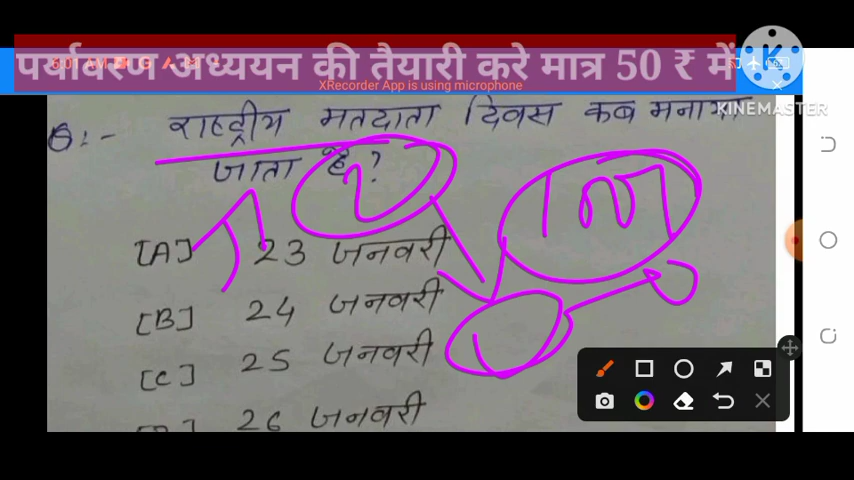 पर्यावरण अध्ययन की तैयारी करे मात्र 50 ₹ में
XRecorder App is using microphone
KINEMASTER
राष्ट्रीय मतदाता दिवस कब मनाया
जाता है?
[A] 23 जनवरी
[B] 24 जनवरी
[C] 25 जनवरी
26 जनवरी